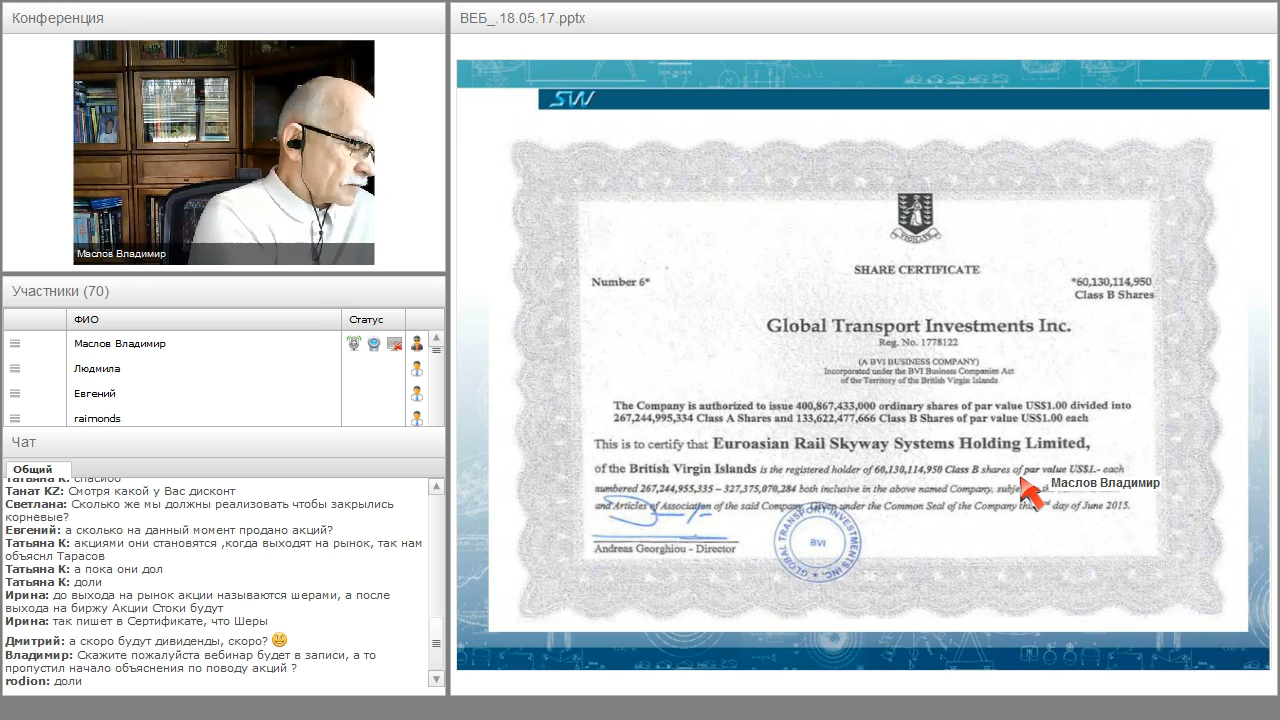 Конференция
Маслов Владимир
Участники (70)
ФИО
Статус
Маслов Владимир
Людмила
Евгений
raimonds
Чат
Общий
Татьяна К: спасибо
Танат KZ: Смотря какой у Вас дисконт
Светлана: Сколько же мы должны реализовать чтобы закрылись
корневые?
Евгений: а сколько на данный момент продано акций?
Татьяна К: акциями они становятся ,когда выходят на рынок, так нам
объяснл Тарасов
Татьяна К: а пока они дол
Татьяна К: доли
Ирина: до выхода на рынок акции называются шерами, а после
выхода на биржу Акции Стоки будут
Ирина: так пишет в Сертификате, что Шеры
Дмитрий: а скоро будут дивиденды, скоро?
Владимир: Скажите пожалуйста вебинар будет в записи, а то
пропустил начало объяснения по поводу акций ?
rodion: доли
ВЕБ_.18.05.17.pptx
SW
VIGILATE
SHARE CERTIFICATE
Number 6*
*60,130,114,950
Class B Shares
Global Transport Investments Inc.
Reg. No. 1778122
(A BVI BUSINESS COMPANY)
Incorporated under the BVI Business Companies Act
of the Territory of the British Virgin Islands
The Company is authorized to issue 400,867,433,000 ordinary shares of par value US$1.00 divided into
267,244,995,334 Class A Shares and 133,622,477,666 Class B Shares of par value US$1.00 each
This is to certify that Euroasian Rail Skyway Systems Holding Limited,
of the British Virgin Islands is the registered holder of 60,130,114,950 Class B shares of par value US$1.- each
numbered 267,244,955,335 – 327,375,070,284 both inclusive in the above named Company,
Маслов Владимир
and Articles of Association of the said Company. Given under the Common Seal of the Company this day of June 2015.
GLOBAL TRANSPORT INVESTMENTS INC.
BVI
Andreas Georghiou - Director